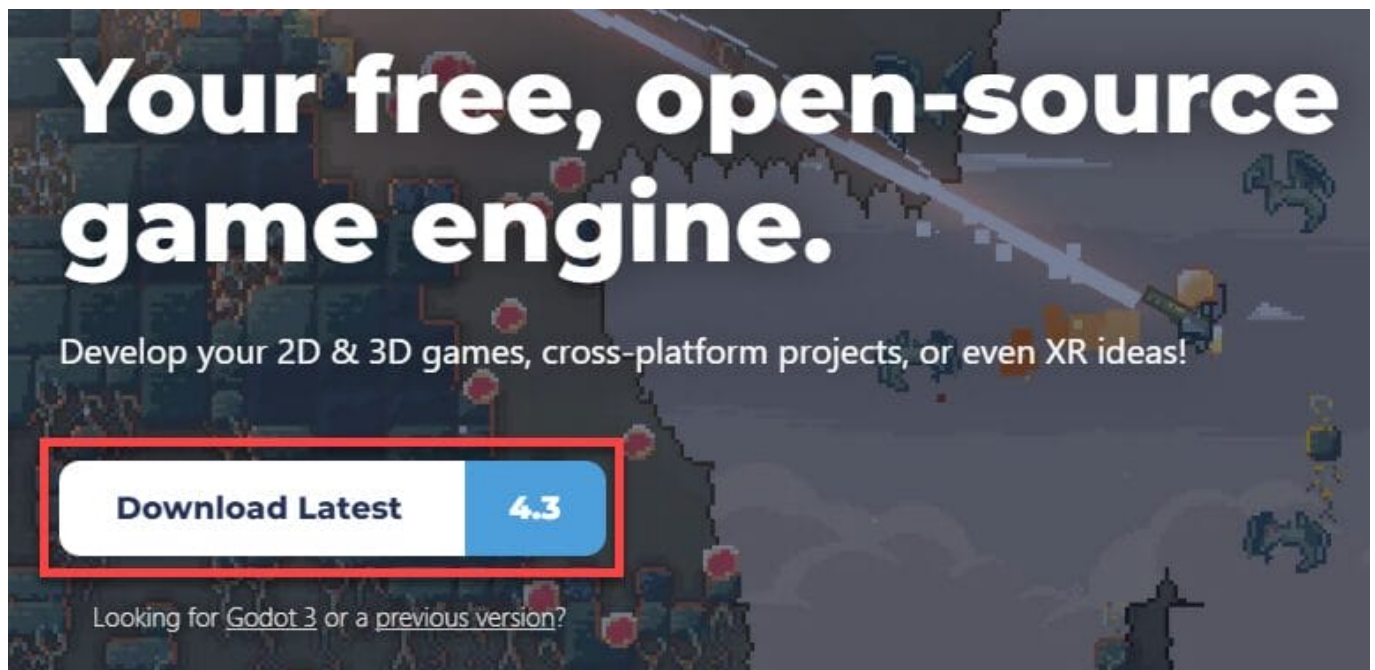 Your free, open-source
game engine.
Develop your 2D & 3D games, cross-platform projects, or even XR ideas!
Download Latest 4.3
Looking for Godot 3 or a previous version?